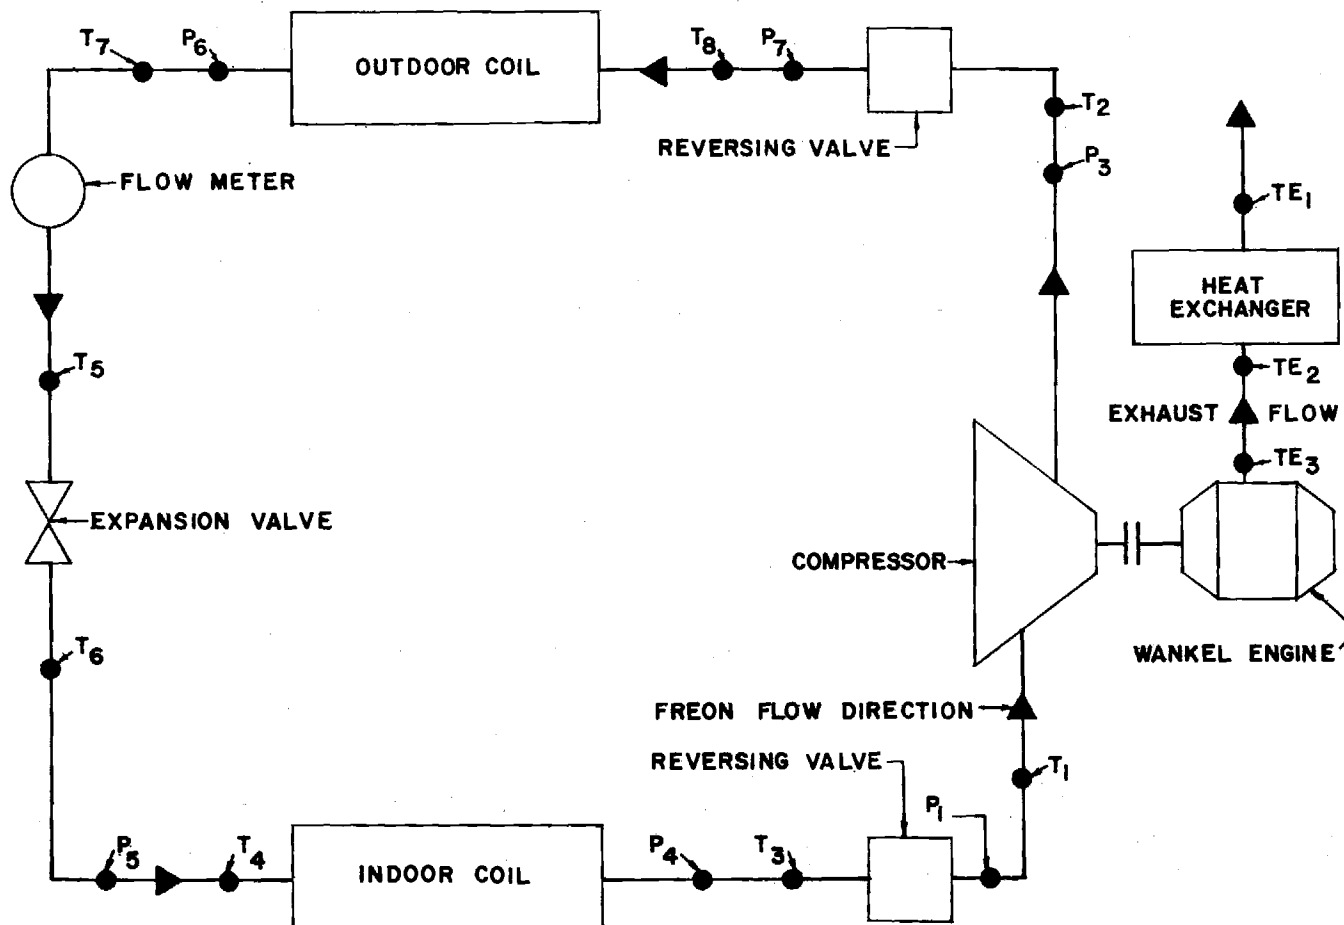 T7 P6 OUTDOOR COIL T8 P7
T2
REVERSING VALVE
P3
FLOW METER
TE1
HEAT
EXCHANGER
T5
TE2
EXHAUST FLOW
TE3
EXPANSION VALVE
COMPRESSOR
WANKEL ENGINE
T6
FREON FLOW DIRECTION
REVERSING VALVE
T1
P1
P5 T4 INDOOR COIL P4 T3